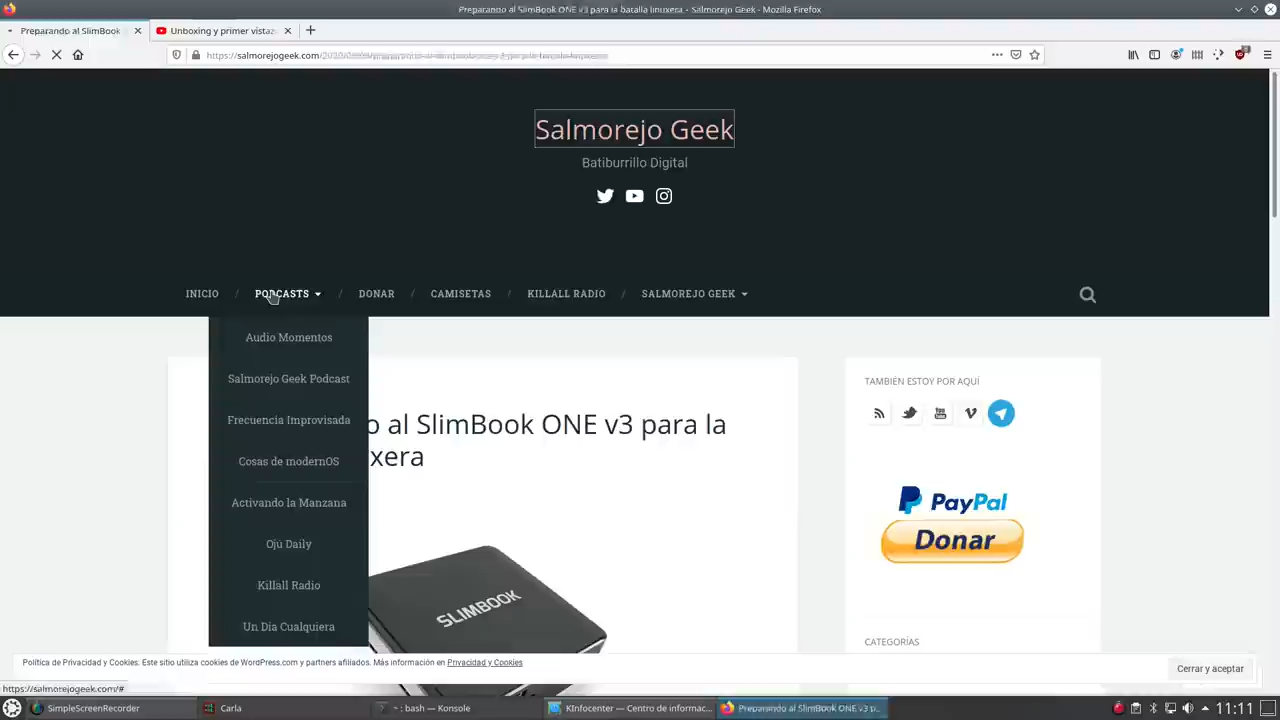 Preparando al SlimBook ONE v3 para la batalla linuxera - Salmorejo Geek - Mozilla Firefox
Preparando al SlimBook
Unboxing y primer vistaz
https://salmorejogeek.com/
Salmorejo Geek
Batiburrillo Digital
INICIO / PODCASTS / DONAR / CAMISETAS / KILLALL RADIO / SALMOREJO GEEK
Audio Momentos
Salmorejo Geek Podcast
Frecuencia Improvisada
Cosas de modernOS
Activando la Manzana
Ojú Daily
Killall Radio
Un Día Cualquiera
o al SlimBook ONE v3 para la
xera
SLIMBOOK
TAMBIÉN ESTOY POR AQUÍ
PayPal
Donar
CATEGORÍAS
Política de Privacidad y Cookies. Este sitio utiliza cookies de WordPress.com y partners afiliados. Más información en Privacidad y Cookies
Cerrar y aceptar
https://salmorejogeek.com/#
SimpleScreenRecorder
Carla
~ : bash — Konsole
KInfocenter — Centro de informac...
Preparando al SlimBook ONE v3 p...
11:11